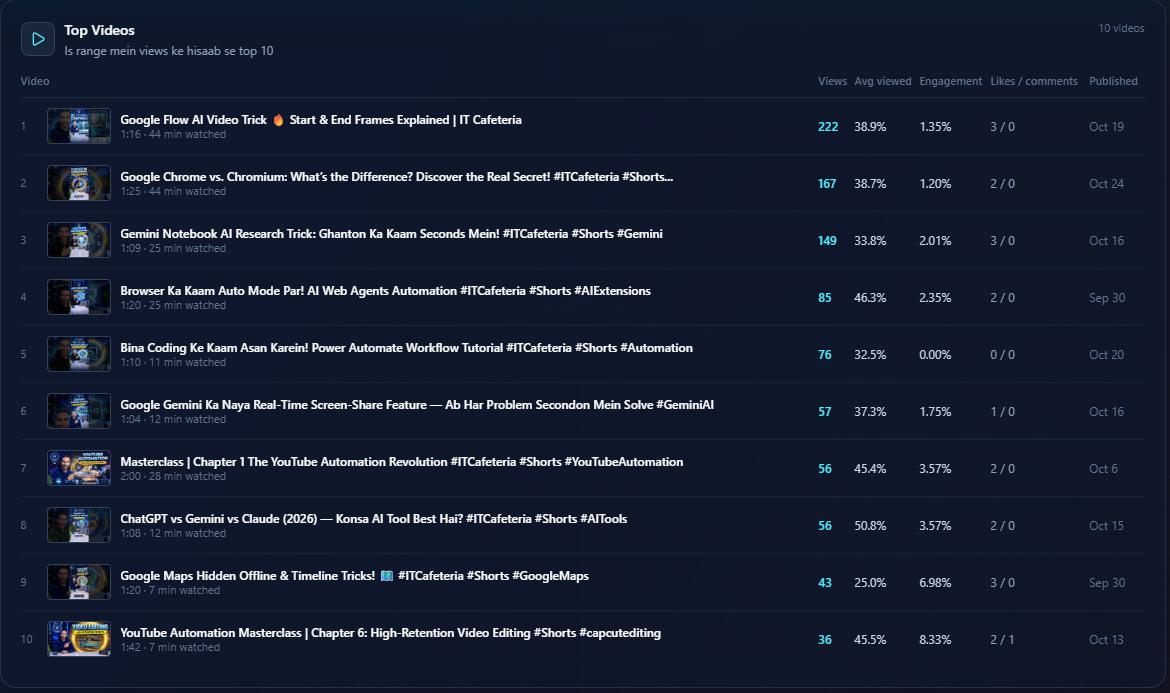 Top Videos
Is range mein views ke hisaab se top 10
10 videos
Video Views Avg viewed Engagement Likes / comments Published
1 Google Flow AI Video Trick 🔥 Start & End Frames Explained | IT Cafeteria 222 38.9% 1.35% 3 / 0 Oct 19
1:16 · 44 min watched
2 Google Chrome vs. Chromium: What's the Difference? Discover the Real Secret! #ITCafeteria #Shorts... 167 38.7% 1.20% 2 / 0 Oct 24
1:25 · 44 min watched
3 Gemini Notebook AI Research Trick: Ghanton Ka Kaam Seconds Mein! #ITCafeteria #Shorts #Gemini 149 33.8% 2.01% 3 / 0 Oct 16
1:09 · 25 min watched
4 Browser Ka Kaam Auto Mode Par! AI Web Agents Automation #ITCafeteria #Shorts #AIExtensions 85 46.3% 2.35% 2 / 0 Sep 30
1:20 · 25 min watched
5 Bina Coding Ke Kaam Asan Karein! Power Automate Workflow Tutorial #ITCafeteria #Shorts #Automation 76 32.5% 0.00% 0 / 0 Oct 20
1:10 · 11 min watched
6 Google Gemini Ka Naya Real-Time Screen-Share Feature — Ab Har Problem Secondon Mein Solve #GeminiAI 57 37.3% 1.75% 1 / 0 Oct 16
1:04 · 12 min watched
7 Masterclass | Chapter 1 The YouTube Automation Revolution #ITCafeteria #Shorts #YouTubeAutomation 56 45.4% 3.57% 2 / 0 Oct 6
2:00 · 28 min watched
8 ChatGPT vs Gemini vs Claude (2026) — Konsa AI Tool Best Hai? #ITCafeteria #Shorts #AITools 56 50.8% 3.57% 2 / 0 Oct 15
1:08 · 12 min watched
9 Google Maps Hidden Offline & Timeline Tricks! 🗺️ #ITCafeteria #Shorts #GoogleMaps 43 25.0% 6.98% 3 / 0 Sep 30
1:20 · 7 min watched
10 YouTube Automation Masterclass | Chapter 6: High-Retention Video Editing #Shorts #capcutediting 36 45.5% 8.33% 2 / 1 Oct 13
1:42 · 7 min watched